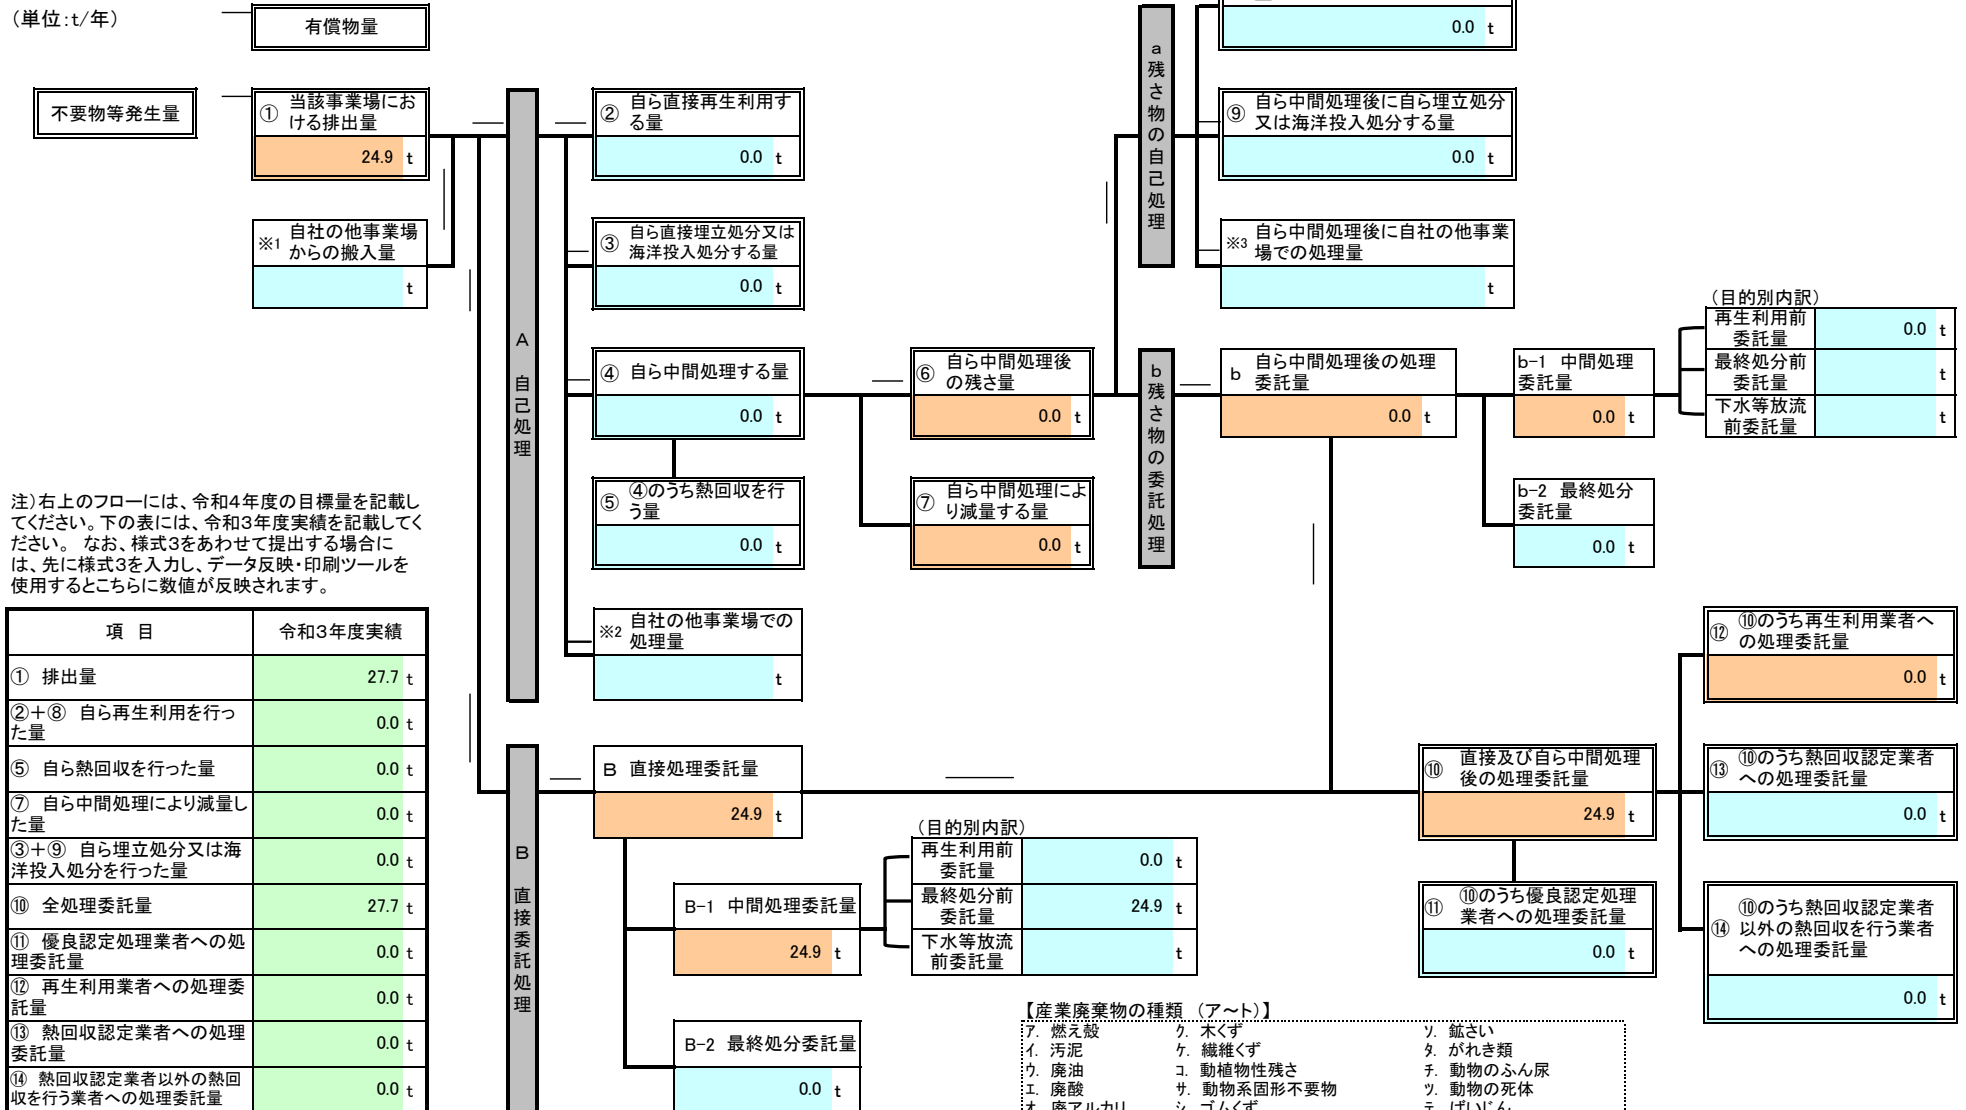 （単位：t/年）
有償物量
不要物等発生量
① 当該事業場にお
ける排出量
24.9 t
※1 自社の他事業場
からの搬入量
t
A 自己処理
② 自ら直接再生利用す
る量
0.0 t
③ 自ら直接埋立処分又は
海洋投入処分する量
0.0 t
④ 自ら中間処理する量
0.0 t
⑤ ④のうち熱回収を行
う量
0.0 t
※2 自社の他事業場での
処理量
t
⑥ 自ら中間処理後
の残さ量
0.0 t
⑦ 自ら中間処理によ
り減量する量
0.0 t
a 残さ物の自己処理
0.0 t
⑨ 自ら中間処理後に自ら埋立処分
又は海洋投入処分する量
0.0 t
※3 自ら中間処理後に自社の他事業
場での処理量
t
b 残さ物の委託処理
b 自ら中間処理後の処理
委託量
0.0 t
b-1 中間処理
委託量
0.0 t
b-2 最終処分
委託量
0.0 t
（目的別内訳）
再生利用前
委託量
0.0 t
最終処分前
委託量
t
下水等放流
前委託量
t
注）右上のフローには、令和４年度の目標量を記載し
てください。下の表には、令和３年度実績を記載してく
ださい。 なお、様式３をあわせて提出する場合に
は、先に様式３を入力し、データ反映・印刷ツールを
使用するとこちらに数値が反映されます。
項 目 令和３年度実績
① 排出量 27.7 t
②＋⑧ 自ら再生利用を行っ
た量 0.0 t
⑤ 自ら熱回収を行った量 0.0 t
⑦ 自ら中間処理により減量し
た量 0.0 t
③＋⑨ 自ら埋立処分又は海
洋投入処分を行った量 0.0 t
⑩ 全処理委託量 27.7 t
⑪ 優良認定処理業者への処
理委託量 0.0 t
⑫ 再生利用業者への処理委
託量 0.0 t
⑬ 熱回収認定業者への処理
委託量 0.0 t
⑭ 熱回収認定業者以外の熱回
収を行う業者への処理委託量 0.0 t
B 直接委託処理
B 直接処理委託量
24.9 t
B-1 中間処理委託量
24.9 t
B-2 最終処分委託量
0.0 t
（目的別内訳）
再生利用前
委託量
0.0 t
最終処分前
委託量
24.9 t
下水等放流
前委託量
t
⑩ 直接及び自ら中間処理
後の処理委託量
24.9 t
⑪ ⑩のうち優良認定処理
業者への処理委託量
0.0 t
⑫ ⑩のうち再生利用業者へ
の処理委託量
0.0 t
⑬ ⑩のうち熱回収認定業者
への処理委託量
0.0 t
⑭ ⑩のうち熱回収認定業者
以外の熱回収を行う業者
への処理委託量
0.0 t
【産業廃棄物の種類 （ア～ト）】
ア. 燃え殻 ク. 木くず ソ. 鉱さい
イ. 汚泥 ケ. 繊維くず タ. がれき類
ウ. 廃油 コ. 動植物性残さ チ. 動物のふん尿
エ. 廃酸 サ. 動物系固形不要物 ツ. 動物の死体
オ. 廃アルカリ シ. ゴムくず テ. ばいじん